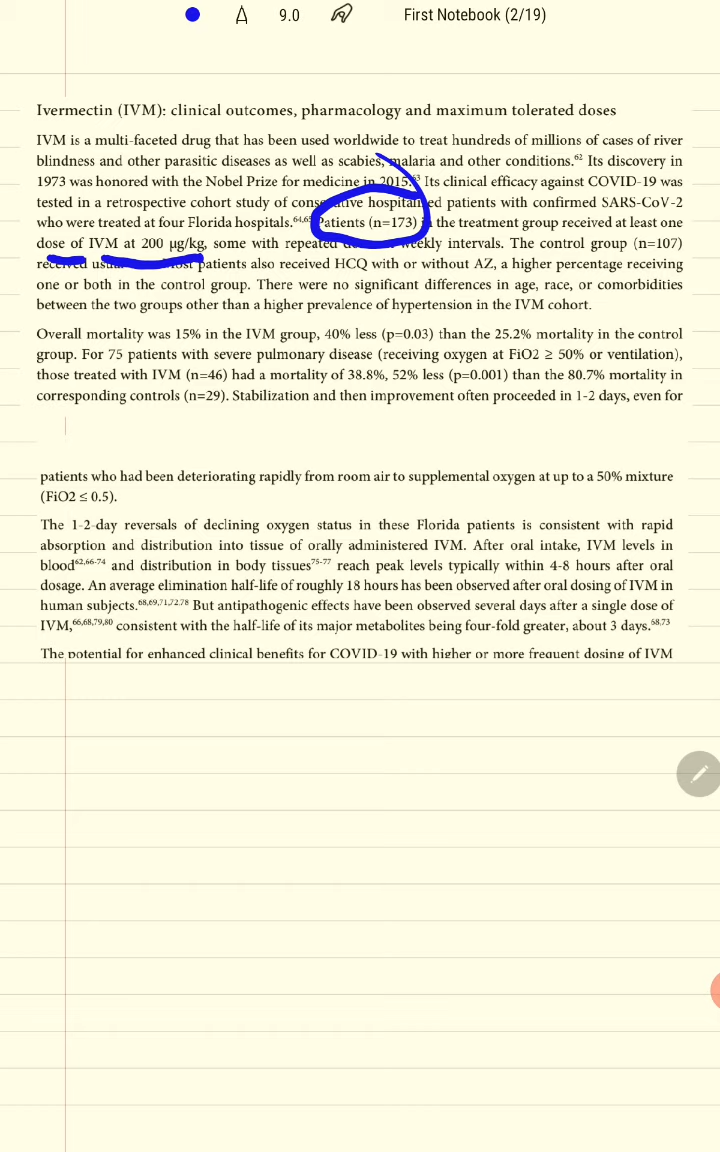 9.0 First Notebook (2/19)
Ivermectin (IVM): clinical outcomes, pharmacology and maximum tolerated doses
IVM is a multi-faceted drug that has been used worldwide to treat hundreds of millions of cases of river
blindness and other parasitic diseases as well as scabies, malaria and other conditions.62 Its discovery in
1973 was honored with the Nobel Prize for medicine in 2015.63 Its clinical efficacy against COVID-19 was
tested in a retrospective cohort study of consecutive hospitalized patients with confirmed SARS-CoV-2
who were treated at four Florida hospitals.64,65 Patients (n=173) in the treatment group received at least one
dose of IVM at 200 µg/kg, some with repeated weekly intervals. The control group (n=107)
received patients also received HCQ with or without AZ, a higher percentage receiving
one or both in the control group. There were no significant differences in age, race, or comorbidities
between the two groups other than a higher prevalence of hypertension in the IVM cohort.
Overall mortality was 15% in the IVM group, 40% less (p=0.03) than the 25.2% mortality in the control
group. For 75 patients with severe pulmonary disease (receiving oxygen at FiO2 ≥ 50% or ventilation),
those treated with IVM (n=46) had a mortality of 38.8%, 52% less (p=0.001) than the 80.7% mortality in
corresponding controls (n=29). Stabilization and then improvement often proceeded in 1-2 days, even for
patients who had been deteriorating rapidly from room air to supplemental oxygen at up to a 50% mixture
(FiO2 ≤ 0.5).
The 1-2-day reversals of declining oxygen status in these Florida patients is consistent with rapid
absorption and distribution into tissue of orally administered IVM. After oral intake, IVM levels in
blood62,66-74 and distribution in body tissues75-77 reach peak levels typically within 4-8 hours after oral
dosage. An average elimination half-life of roughly 18 hours has been observed after oral dosing of IVM in
human subjects.68,69,71,72,78 But antipathogenic effects have been observed several days after a single dose of
IVM,66,68,79,80 consistent with the half-life of its major metabolites being four-fold greater, about 3 days.68,73
The potential for enhanced clinical benefits for COVID-19 with higher or more frequent dosing of IVM